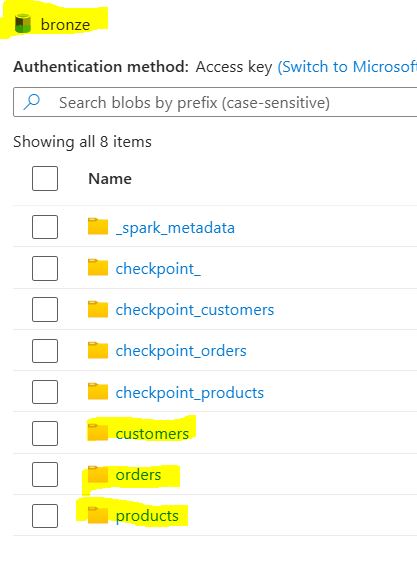 bronze
Authentication method: Access key (Switch to Microsof
Search blobs by prefix (case-sensitive)
Showing all 8 items
Name
_spark_metadata
checkpoint_
checkpoint_customers
checkpoint_orders
checkpoint_products
customers
orders
products